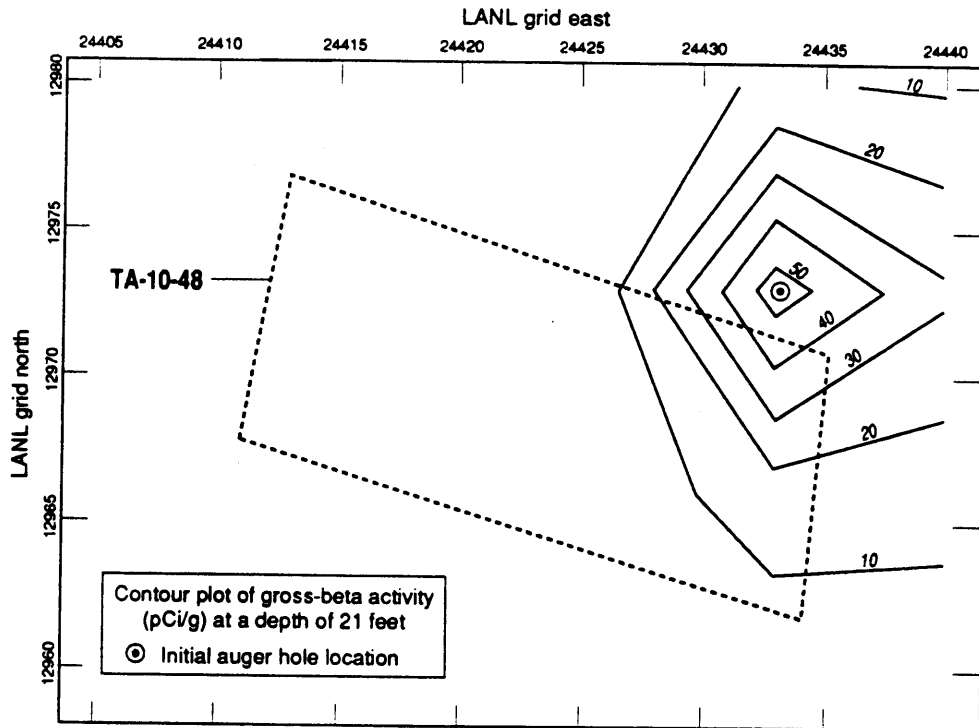 LANL grid east
24405 24410 24415 24420 24425 24430 24435 24440
12980
12975
12970
12965
12960
LANL grid north
10
20
50
TA-10-48
40
30
20
10
Contour plot of gross-beta activity
(pCi/g) at a depth of 21 feet
Initial auger hole location